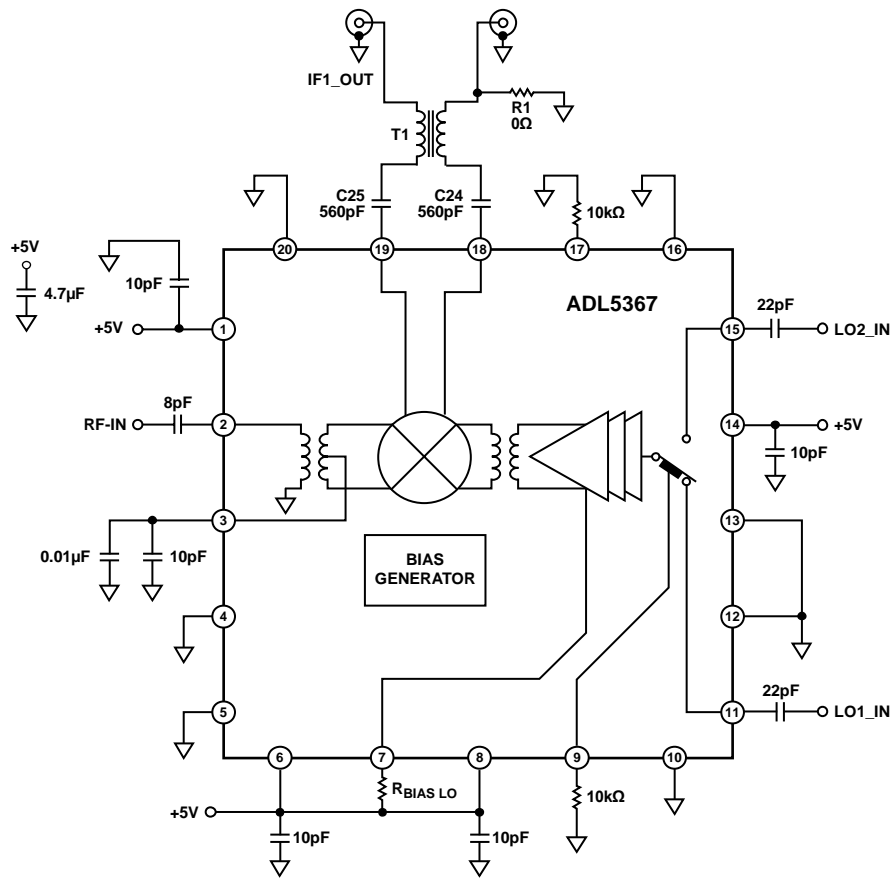 IF1_OUT
R1
0Ω
T1
C25
560pF
C24
560pF
10kΩ
20
19
18
17
16
+5V
4.7µF
10pF
ADL5367
22pF
+5V
1
15
LO2_IN
8pF
RF-IN
2
14
+5V
10pF
3
13
0.01µF
10pF
BIAS
GENERATOR
4
12
22pF
5
11
LO1_IN
6
7
8
9
10
RBIAS LO
10kΩ
+5V
10pF
10pF